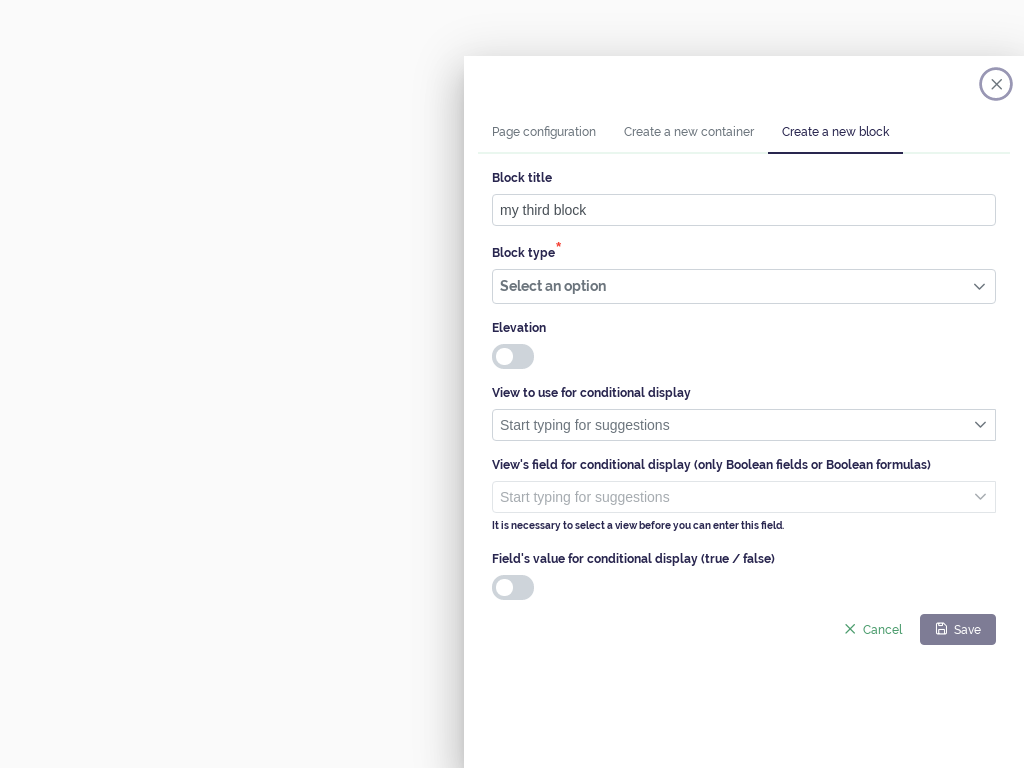 Page configuration
Create a new container
Create a new block
Block title
my third block
Block type*
Select an option
Elevation
View to use for conditional display
Start typing for suggestions
View's field for conditional display (only Boolean fields or Boolean formulas)
Start typing for suggestions
It is necessary to select a view before you can enter this field.
Field's value for conditional display (true / false)
Cancel
Save